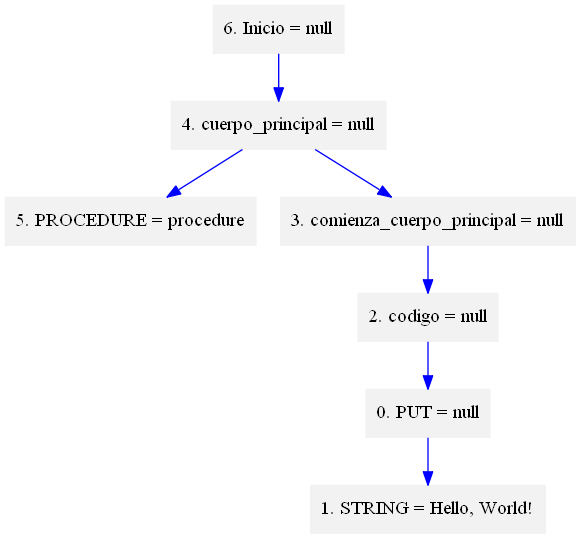 6. Inicio = null
4. cuerpo_principal = null
5. PROCEDURE = procedure
3. comienza_cuerpo_principal = null
2. codigo = null
0. PUT = null
1. STRING = Hello, World!